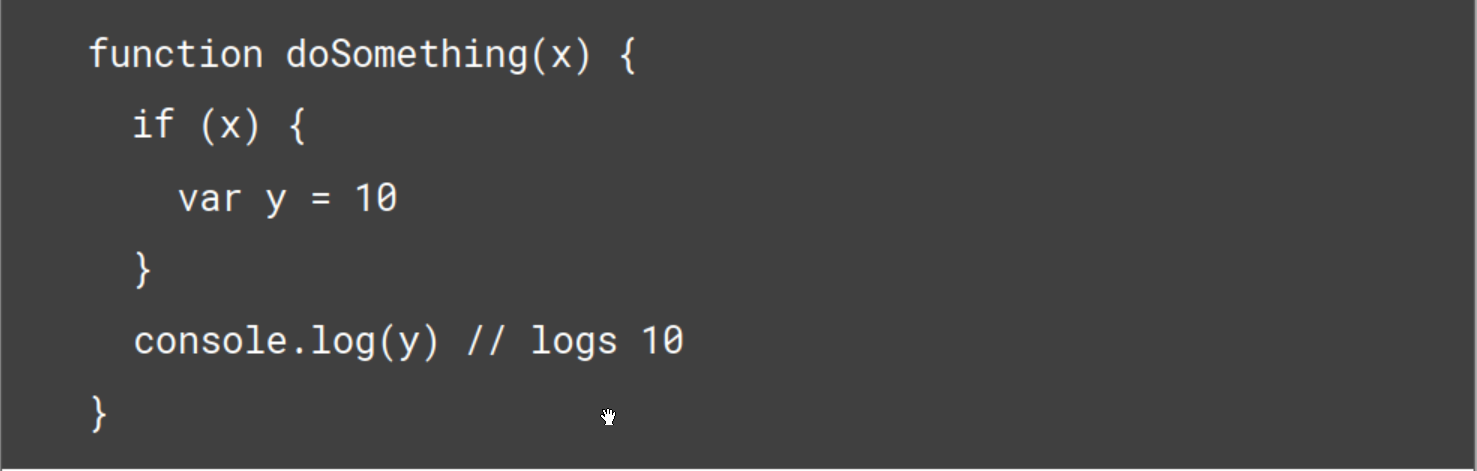 function doSomething(x) {
  if (x) {
    var y = 10
  }
  console.log(y) // logs 10
}